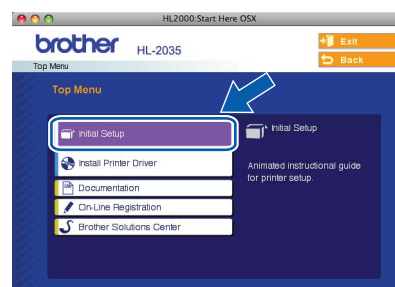 HL2000:Start Here OSX
brother HL-2035
Exit
Back
Top Menu
Top Menu
Initial Setup
Install Printer Driver
Documentation
On-Line Registration
Brother Solutions Center
Initial Setup
Animated instructional guide
for printer setup.